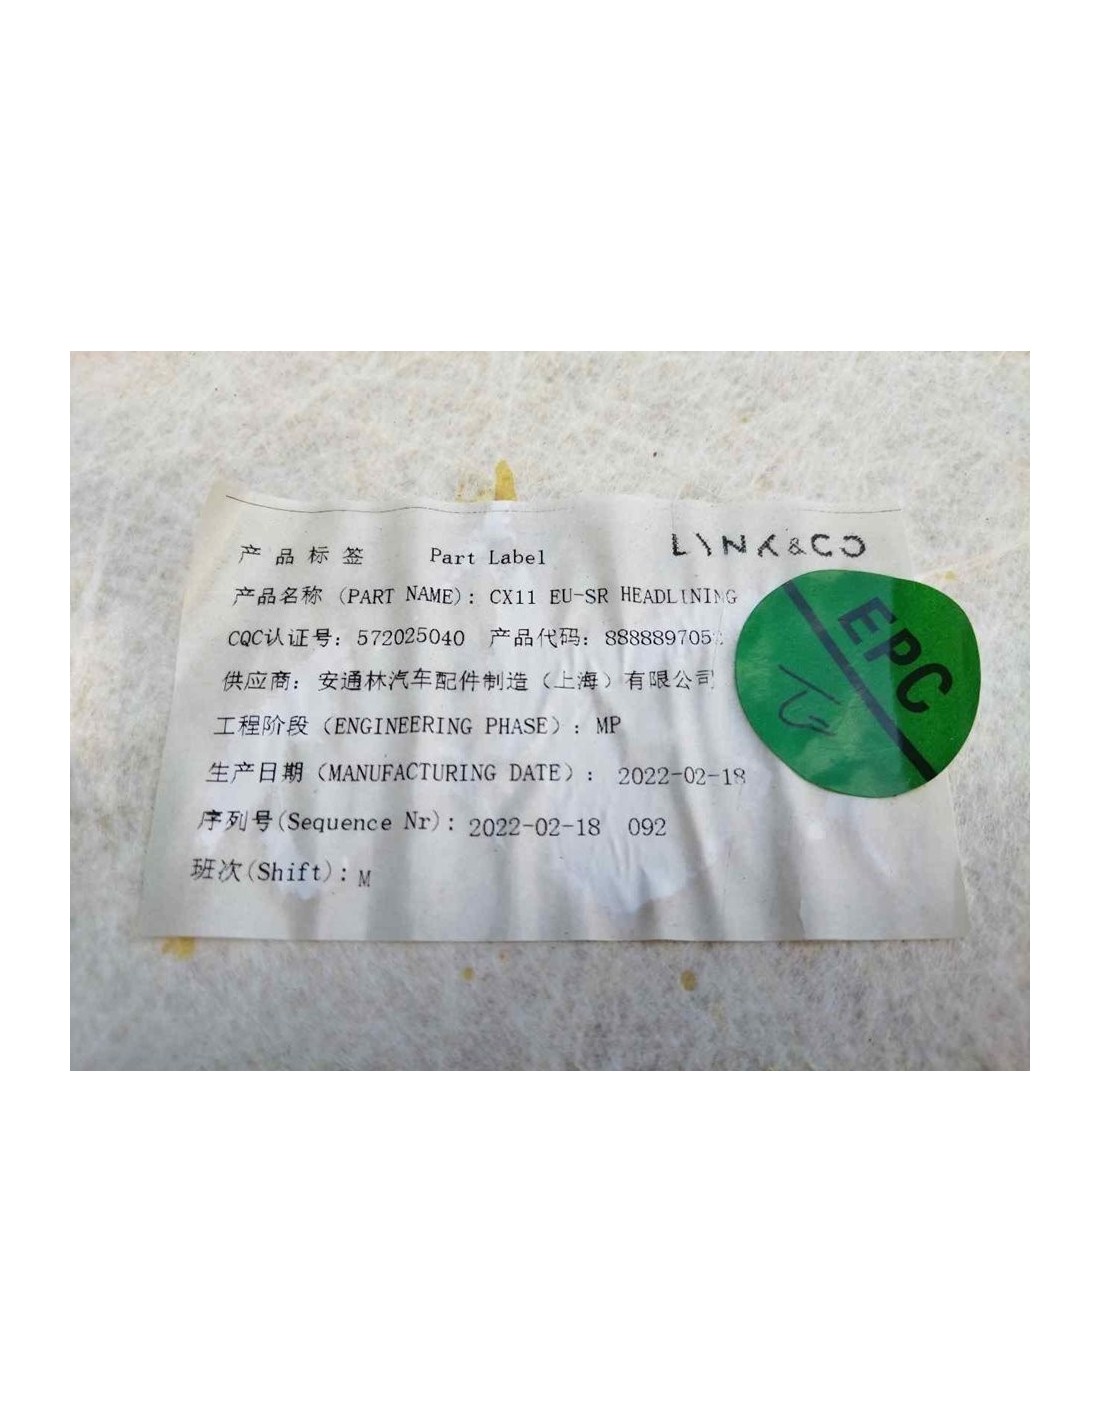 产品标签 Part Label LYNK&CO
产品名称 (PART NAME): CX11 EU-SR HEADLINING
CQC认证号: 572025040 产品代码:
供应商: 安通林汽车配件制造（上海）有限公司
工程阶段（ENGINEERING PHASE）: MP
生产日期（MANUFACTURING DATE）: 2022-02-18
序列号(Sequence Nr): 2022-02-18 092
班次(Shift): M
EPC